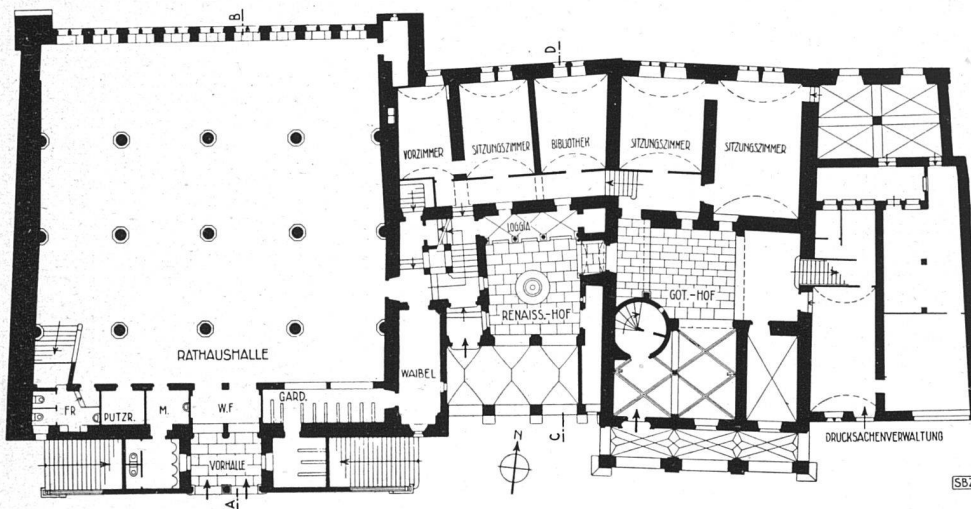 B
D
VORZIMMER
SITZUNGSZIMMER
BIBLIOTHEK
SITZUNGSZIMMER
SITZUNGSZIMMER
LOGGIA
RENAISS.-HOF
GOT.-HOF
RATHAUSHALLE
WAIBEL
FR.
PUTZR.
M.
W.F
GARD.
VORHALLE
A
C
N
DRUCKSACHENVERWALTUNG
SBZ